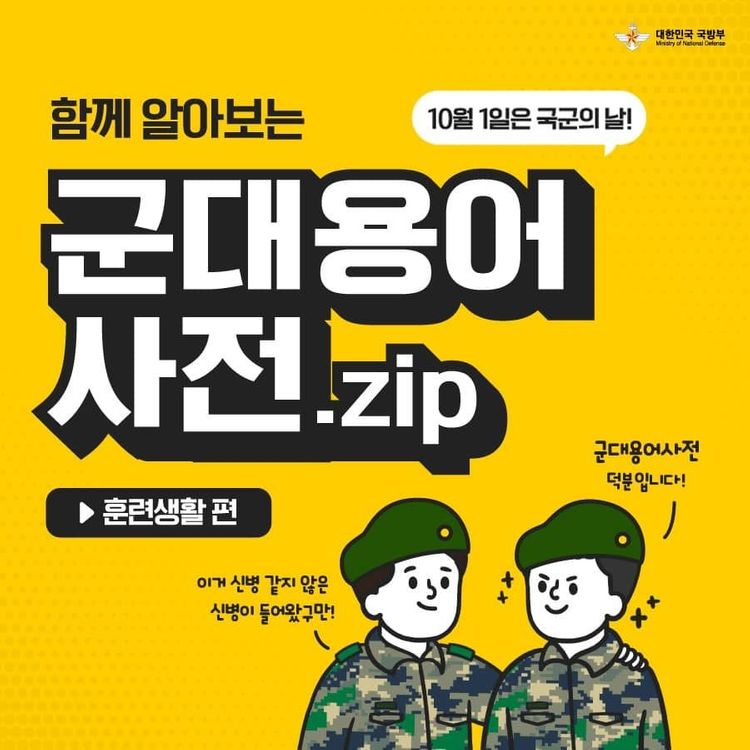 대한민국 국방부
Ministry of National Defense
함께 알아보는
10월 1일은 국군의 날!
군대용어
사전.zip
훈련생활 편
군대용어사전
덕분입니다!
이거 신병 같지 않은
신병이 들어왔구만!